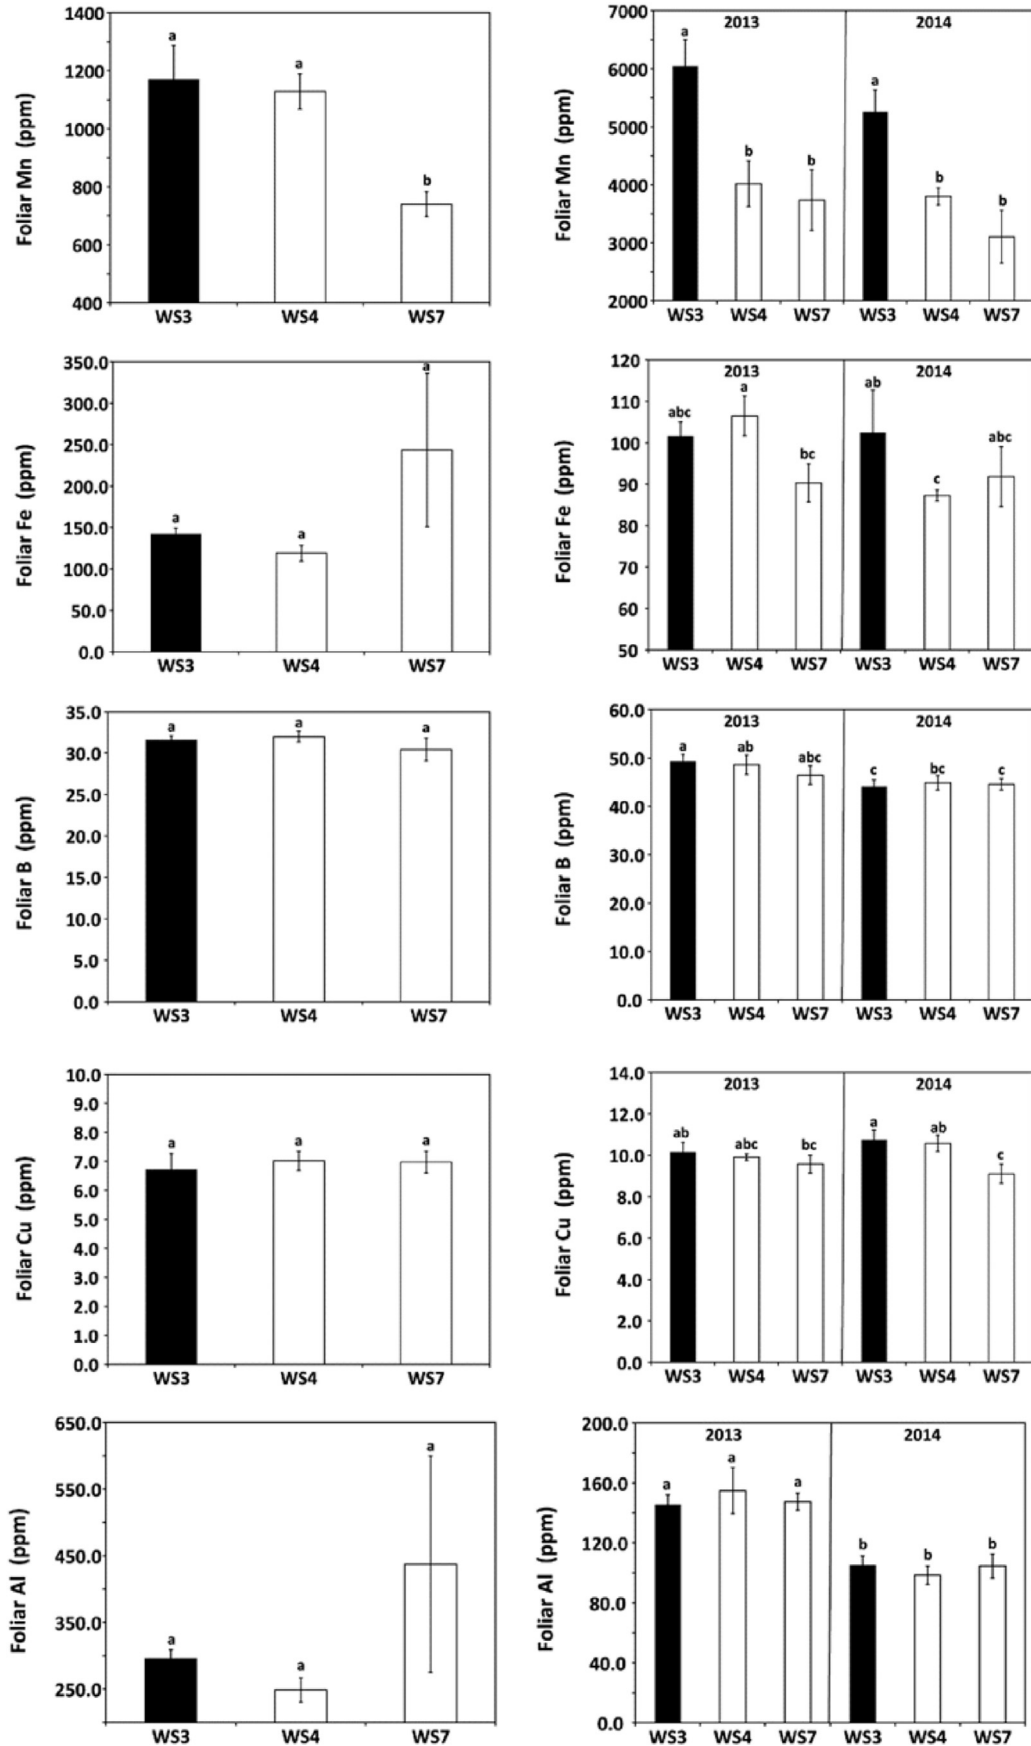 1400
1200
1000
800
600
400
Foliar Mn (ppm)
a
a
b
WS3 WS4 WS7
7000
6000
5000
4000
3000
2000
Foliar Mn (ppm)
2013 2014
a
b
b
a
b
b
WS3 WS4 WS7 WS3 WS4 WS7
350.0
300.0
250.0
200.0
150.0
100.0
50.0
0.0
Foliar Fe (ppm)
a
a
a
WS3 WS4 WS7
120
110
100
90
80
70
60
50
Foliar Fe (ppm)
2013 2014
abc
a
bc
ab
c
abc
WS3 WS4 WS7 WS3 WS4 WS7
35.0
30.0
25.0
20.0
15.0
10.0
5.0
0.0
Foliar B (ppm)
a
a
a
WS3 WS4 WS7
60.0
50.0
40.0
30.0
20.0
10.0
0.0
Foliar B (ppm)
2013 2014
a
ab
abc
c
bc
c
WS3 WS4 WS7 WS3 WS4 WS7
10.0
9.0
8.0
7.0
6.0
5.0
4.0
3.0
2.0
1.0
0.0
Foliar Cu (ppm)
a
a
a
WS3 WS4 WS7
14.0
12.0
10.0
8.0
6.0
4.0
2.0
0.0
Foliar Cu (ppm)
2013 2014
ab
abc
bc
a
ab
c
WS3 WS4 WS7 WS3 WS4 WS7
650.0
550.0
450.0
350.0
250.0
Foliar Al (ppm)
a
a
a
WS3 WS4 WS7
200.0
160.0
120.0
80.0
40.0
0.0
Foliar Al (ppm)
2013 2014
a
a
a
b
b
b
WS3 WS4 WS7 WS3 WS4 WS7